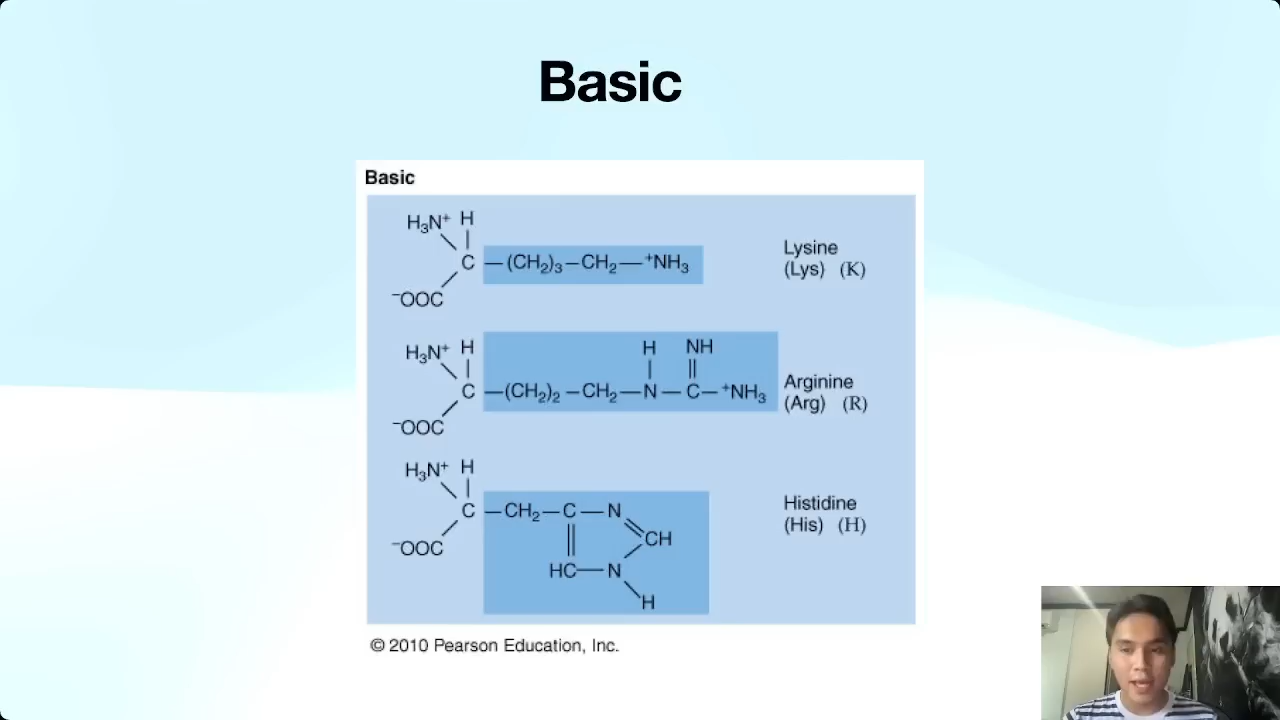 Basic
Basic
H₃N⁺ H
C—(CH₂)₃—CH₂—⁺NH₃
⁻OOC
Lysine
(Lys) (K)
H₃N⁺ H H NH
C—(CH₂)₂—CH₂—N—C—⁺NH₃
⁻OOC
Arginine
(Arg) (R)
H₃N⁺ H
C—CH₂—C—N
CH
⁻OOC
HC—N
H
Histidine
(His) (H)
© 2010 Pearson Education, Inc.